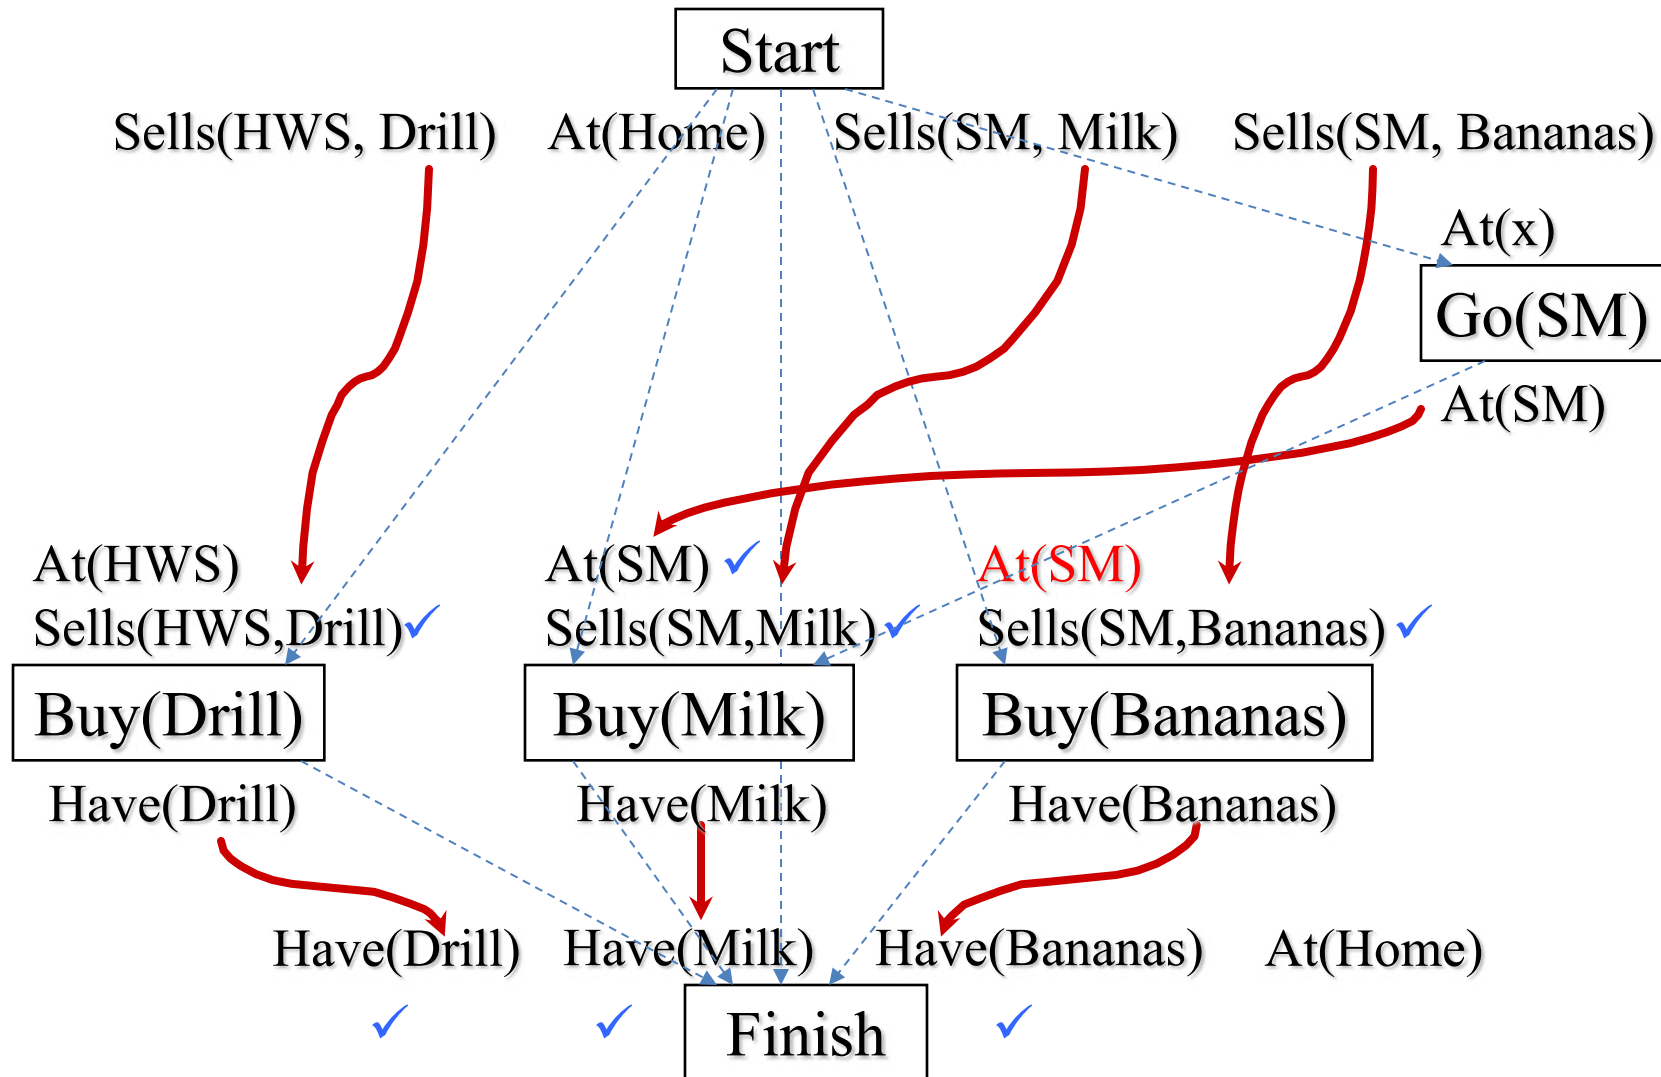 Start
Sells(HWS, Drill) At(Home) Sells(SM, Milk) Sells(SM, Bananas)
At(x)
Go(SM)
At(SM)
At(HWS) At(SM) At(SM)
Sells(HWS,Drill) Sells(SM,Milk) Sells(SM,Bananas)
Buy(Drill) Buy(Milk) Buy(Bananas)
Have(Drill) Have(Milk) Have(Bananas)
Have(Drill) Have(Milk) Have(Bananas) At(Home)
Finish